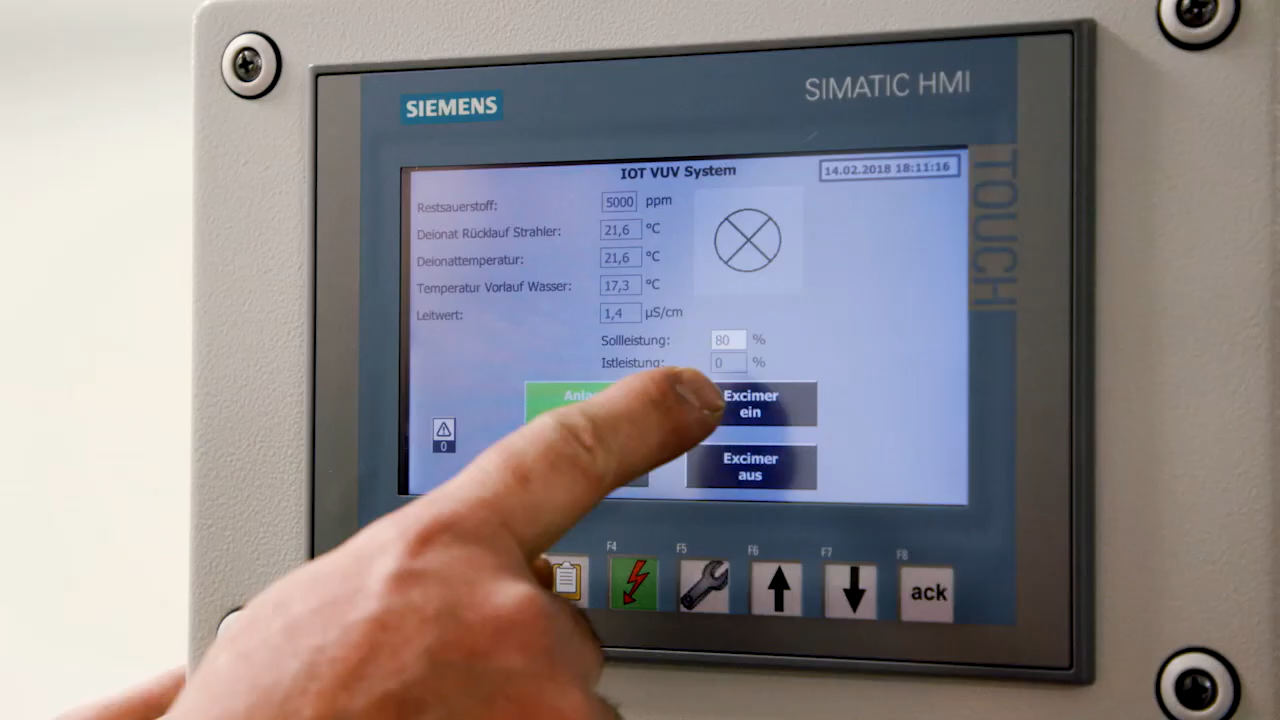 SIEMENS
SIMATIC HMI
TOUCH
IOT VUV System
14.02.2018 18:11:16
Restsauerstoff: 5000 ppm
Deionat Rücklauf Strahler: 21,6 °C
Deionattemperatur: 21,6 °C
Temperatur Vorlauf Wasser: 17,3 °C
Leitwert: 1,4 µS/cm
Sollleistung: 80 %
Istleistung: 0 %
Excimer
ein
0
Excimer
aus
F4 F5 F6 F7 F8
ack